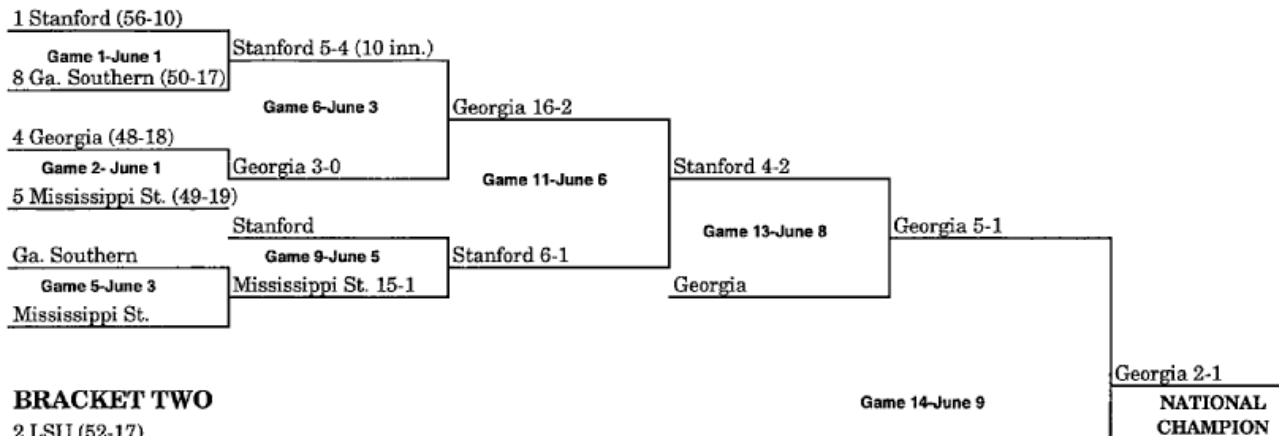 1 Stanford (56-10)
Game 1-June 1
8 Ga. Southern (50-17)
Stanford 5-4 (10 inn.)
Game 6-June 3
4 Georgia (48-18)
Game 2- June 1
5 Mississippi St. (49-19)
Georgia 3-0
Georgia 16-2
Game 11-June 6
Stanford
Game 9-June 5
Ga. Southern
Game 5-June 3
Mississippi St.
Mississippi St. 15-1
Stanford 6-1
Stanford 4-2
Game 13-June 8
Georgia
Georgia 5-1
Georgia 2-1
NATIONAL
CHAMPION
Game 14-June 9
BRACKET TWO
2 LSU (52-17)